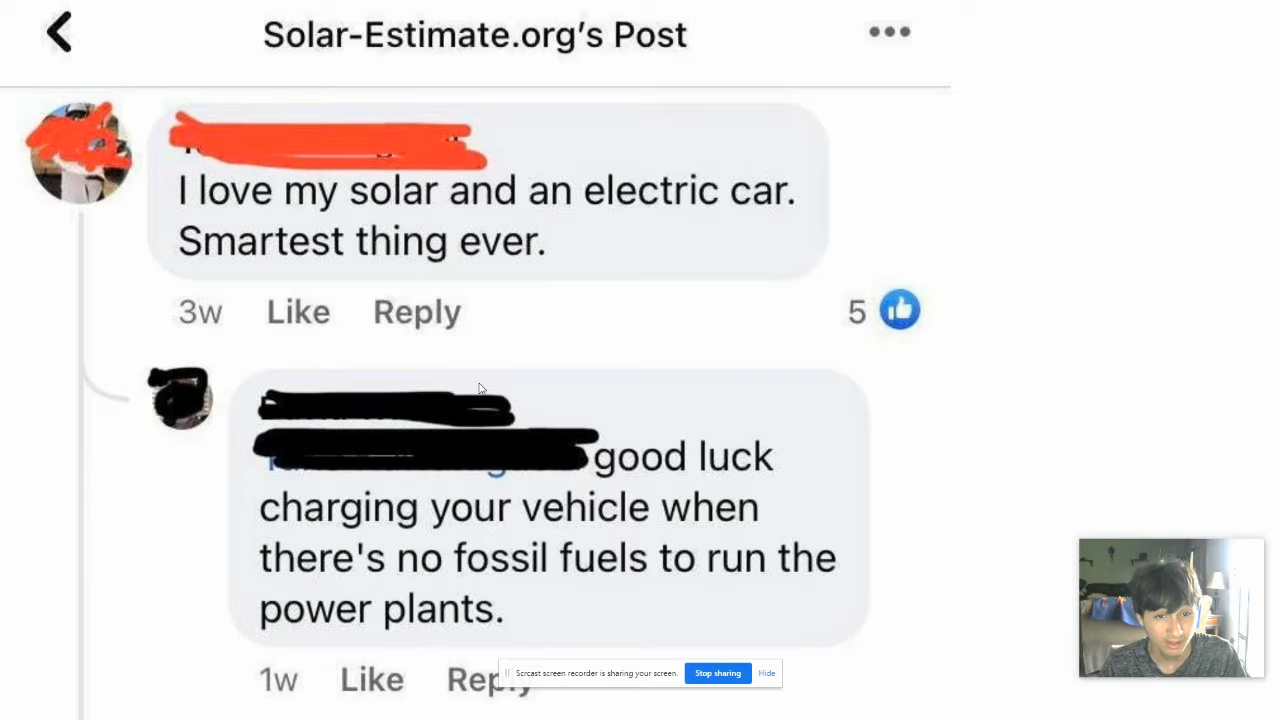 Solar-Estimate.org's Post
I love my solar and an electric car.
Smartest thing ever.
3w Like Reply 5
good luck
charging your vehicle when
there's no fossil fuels to run the
power plants.
1w Like Reply
Scrcast screen recorder is sharing your screen. Stop sharing Hide